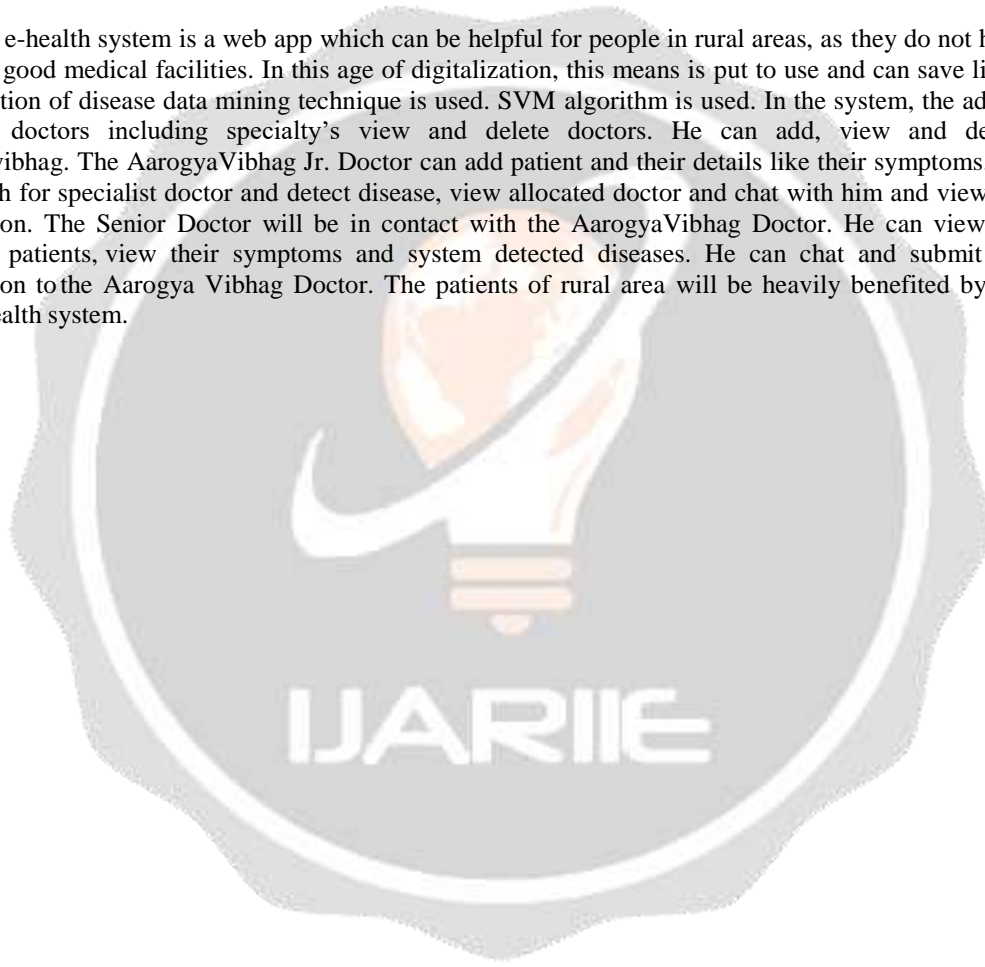 e-health system is a web app which can be helpful for people in rural areas, as they do not h
good medical facilities. In this age of digitalization, this means is put to use and can save li
tion of disease data mining technique is used. SVM algorithm is used. In the system, the ad
doctors including specialty's view and delete doctors. He can add, view and de
vibhag. The AarogyaVibhag Jr. Doctor can add patient and their details like their symptoms.
h for specialist doctor and detect disease, view allocated doctor and chat with him and view
on. The Senior Doctor will be in contact with the AarogyaVibhag Doctor. He can view
patients, view their symptoms and system detected diseases. He can chat and submit
on to the Aarogya Vibhag Doctor. The patients of rural area will be heavily benefited by
ealth system.
IJARIIE